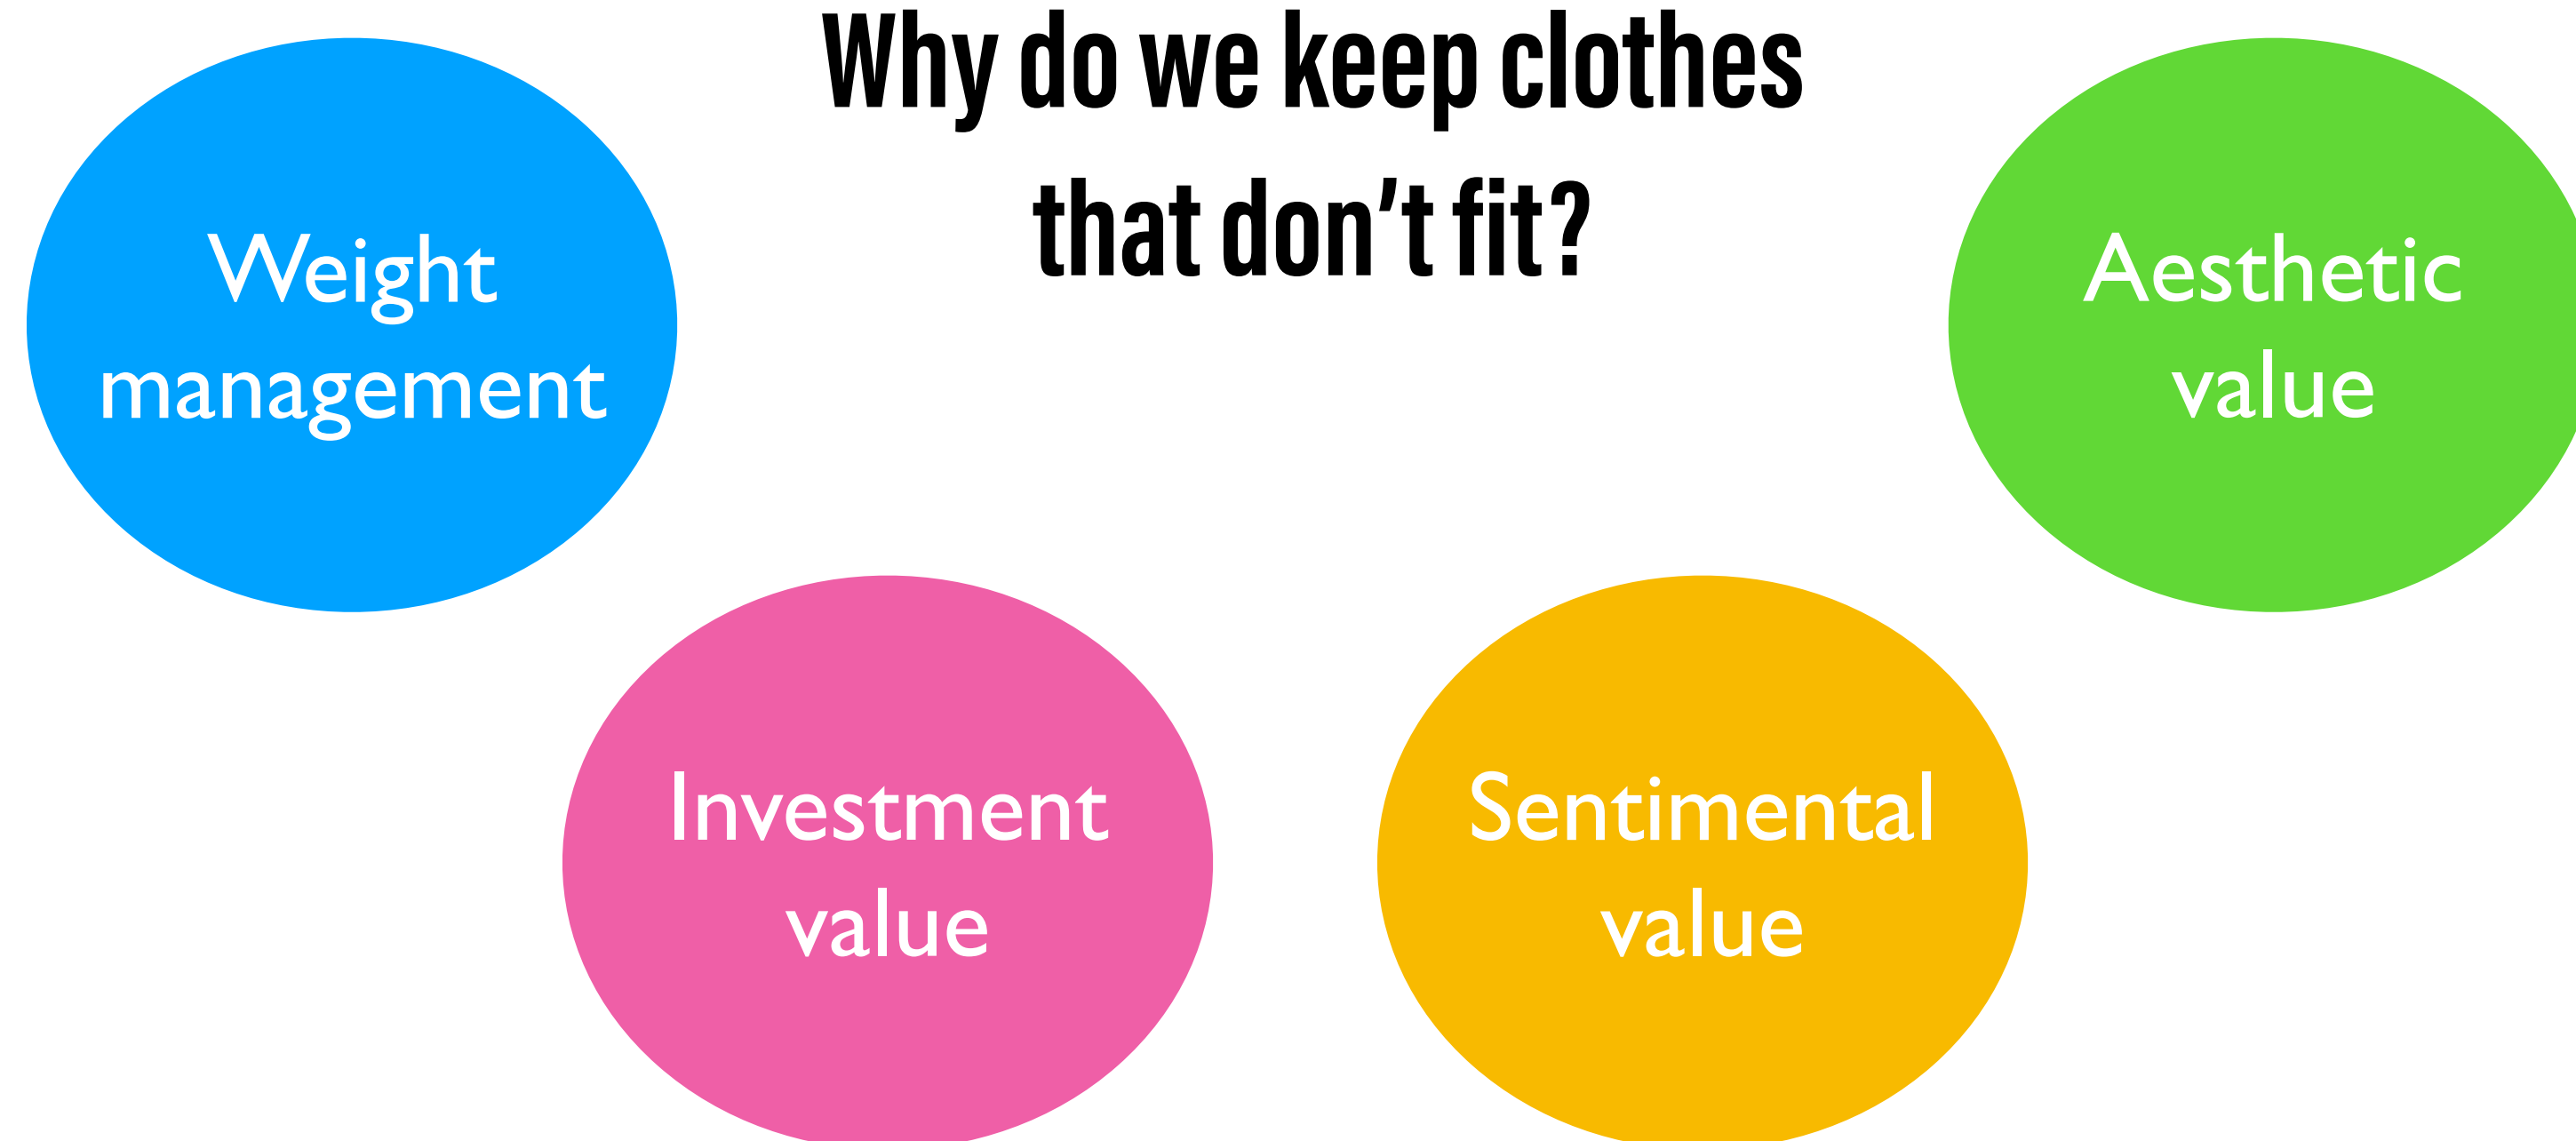 Why do we keep clothes
that don’t fit?
Weight
management
Aesthetic
value
Investment
value
Sentimental
value